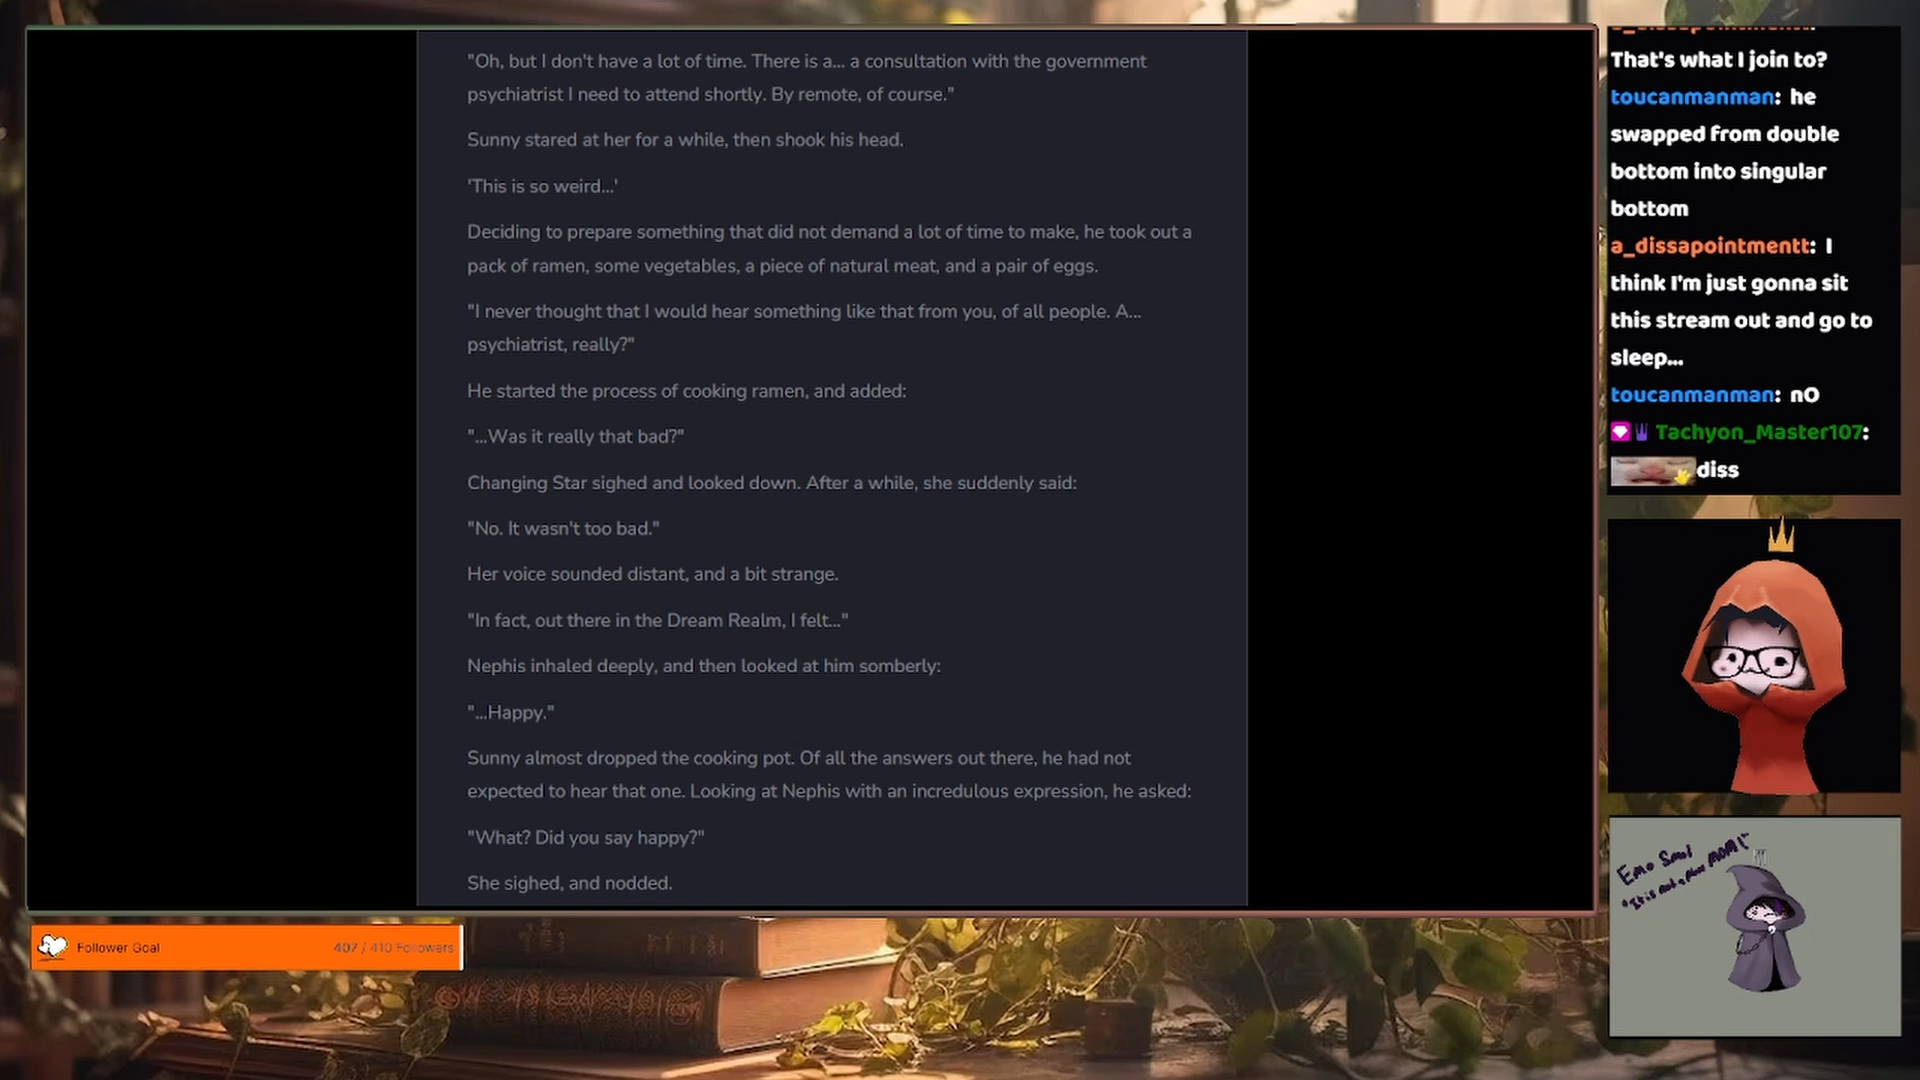 "Oh, but I don't have a lot of time. There is a... a consultation with the government
psychiatrist I need to attend shortly. By remote, of course."
Sunny stared at her for a while, then shook his head.
'This is so weird...'
Deciding to prepare something that did not demand a lot of time to make, he took out a
pack of ramen, some vegetables, a piece of natural meat, and a pair of eggs.
"I never thought that I would hear something like that from you, of all people. A...
psychiatrist, really?"
He started the process of cooking ramen, and added:
"...Was it really that bad?"
Changing Star sighed and looked down. After a while, she suddenly said:
"No. It wasn't too bad."
Her voice sounded distant, and a bit strange.
"In fact, out there in the Dream Realm, I felt..."
Nephis inhaled deeply, and then looked at him somberly:
"...Happy."
Sunny almost dropped the cooking pot. Of all the answers out there, he had not
expected to hear that one. Looking at Nephis with an incredulous expression, he asked:
"What? Did you say happy?"
She sighed, and nodded.
Follower Goal 407 / 410 Followers
a_dissapointmentt:
That's what I join to?
toucanmanman: he
swapped from double
bottom into singular
bottom
a_dissapointmentt: I
think I'm just gonna sit
this stream out and go to
sleep...
toucanmanman: nO
Tachyon_Master107:
diss
Emo Smol
"It is not a phase MOM!"